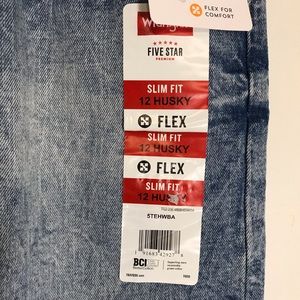 FLEX FOR
COMFORT
Wrangler
FIVE STAR
PREMIUM
SLIM FIT
12 HUSKY
FLEX
SLIM FIT
12 HUSKY
FLEX
SLIM FIT
12 HUSKY
5TEHWBA
BCI